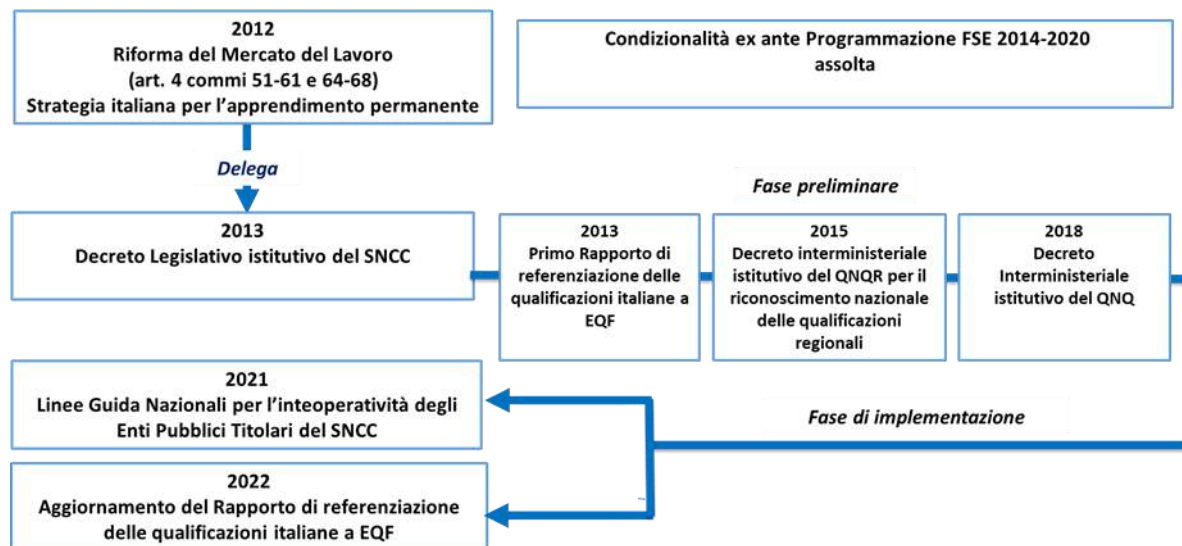 2012
Riforma del Mercato del Lavoro
(art. 4 commi 51-61 e 64-68)
Strategia italiana per l'apprendimento permanente
Condizionalità ex ante Programmazione FSE 2014-2020
assolta
Delega
Fase preliminare
2013
Decreto Legislativo istitutivo del SNCC
2013
Primo Rapporto di
referenziazione delle
qualificazioni italiane a
EQF
2015
Decreto interministeriale
istitutivo del QNQR per il
riconoscimento nazionale
delle qualificazioni
regionali
2018
Decreto
Interministeriale
istitutivo del QNQ
2021
Linee Guida Nazionali per l'inteoperatività degli
Enti Pubblici Titolari del SNCC
Fase di implementazione
2022
Aggiornamento del Rapporto di referenziazione
delle qualificazioni italiane a EQF